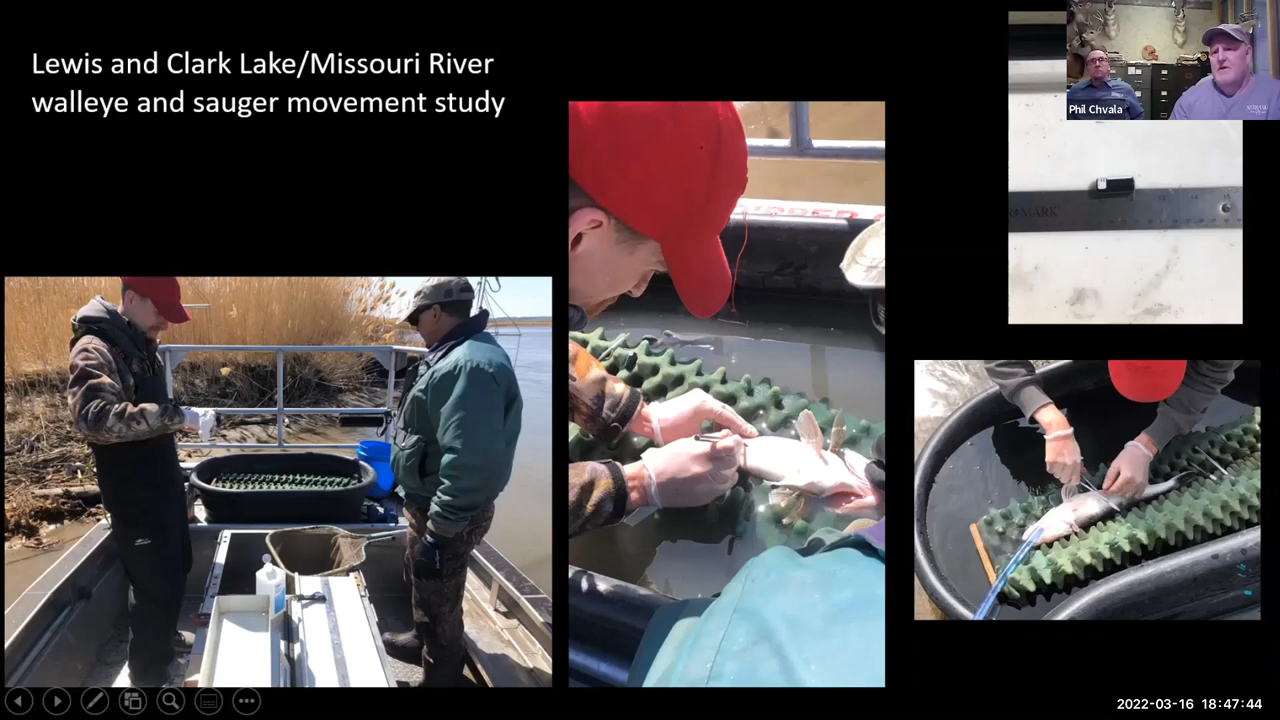 Lewis and Clark Lake/Missouri River
walleye and sauger movement study
Phil Chvala
2022-03-16 18:47:44